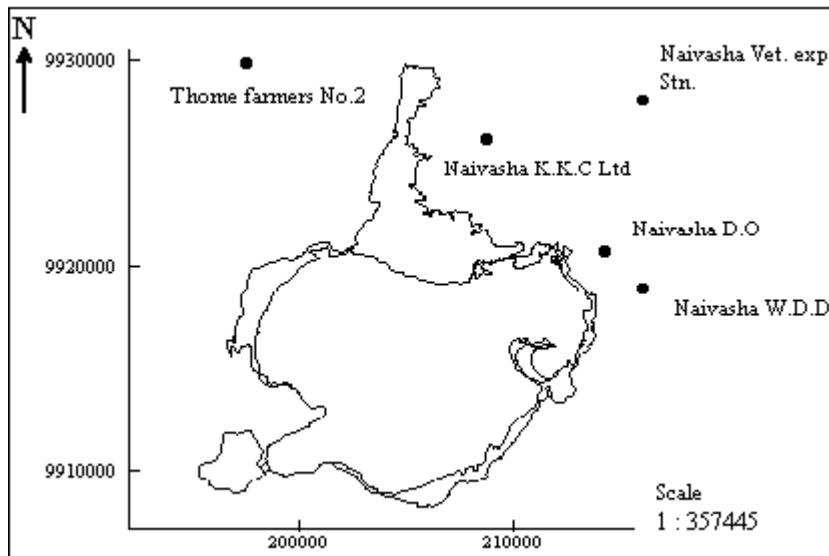 N
9930000
Naivasha Vet. exp
Stn.
Thome farmers No.2
Naivasha K.K.C Ltd
Naivasha D.O
9920000
Naivasha W.D.D
9910000
Scale
1 : 357445
200000
210000